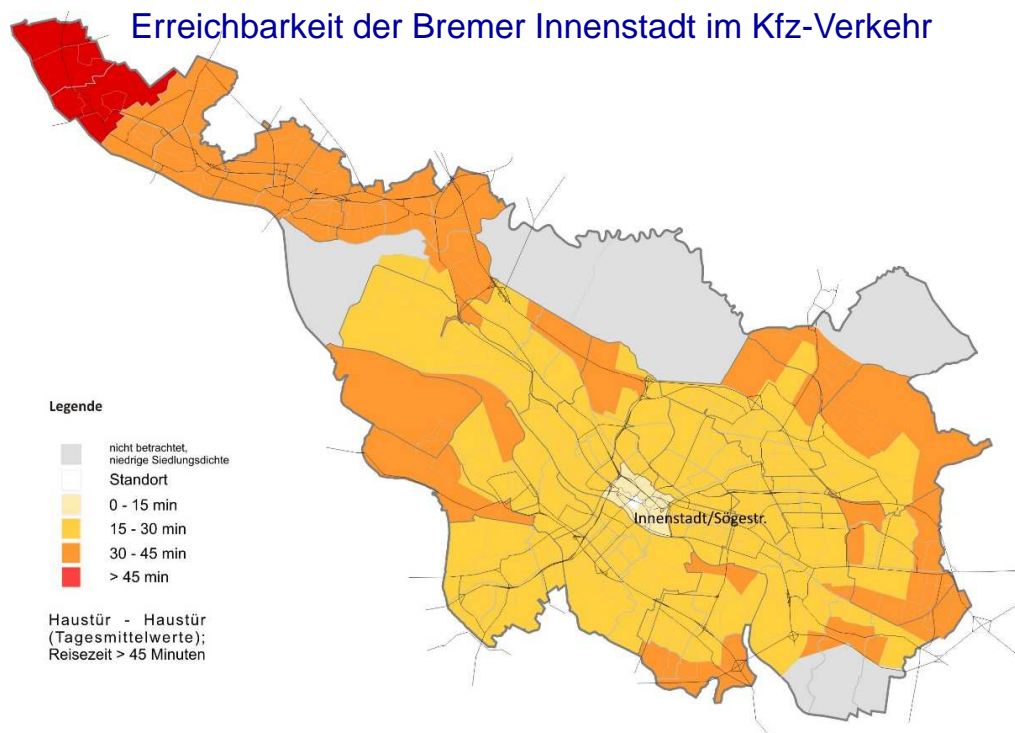 Erreichbarkeit der Bremer Innenstadt im Kfz-Verkehr
Innenstadt/Sögestr.
Legende
nicht betrachtet,
niedrige Siedlungsdichte
Standort
0 - 15 min
15 - 30 min
30 - 45 min
> 45 min
Haustür - Haustür
(Tagesmittelwerte);
Reisezeit > 45 Minuten